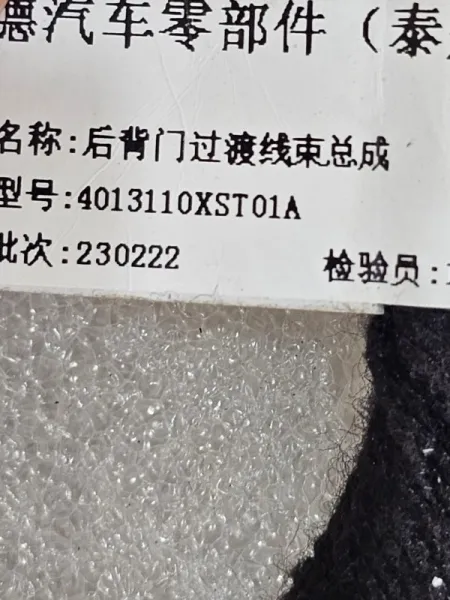 德汽车零部件（泰
名称:后背门过渡线束总成
型号:4013110XST01A
批次:230222
检验员: